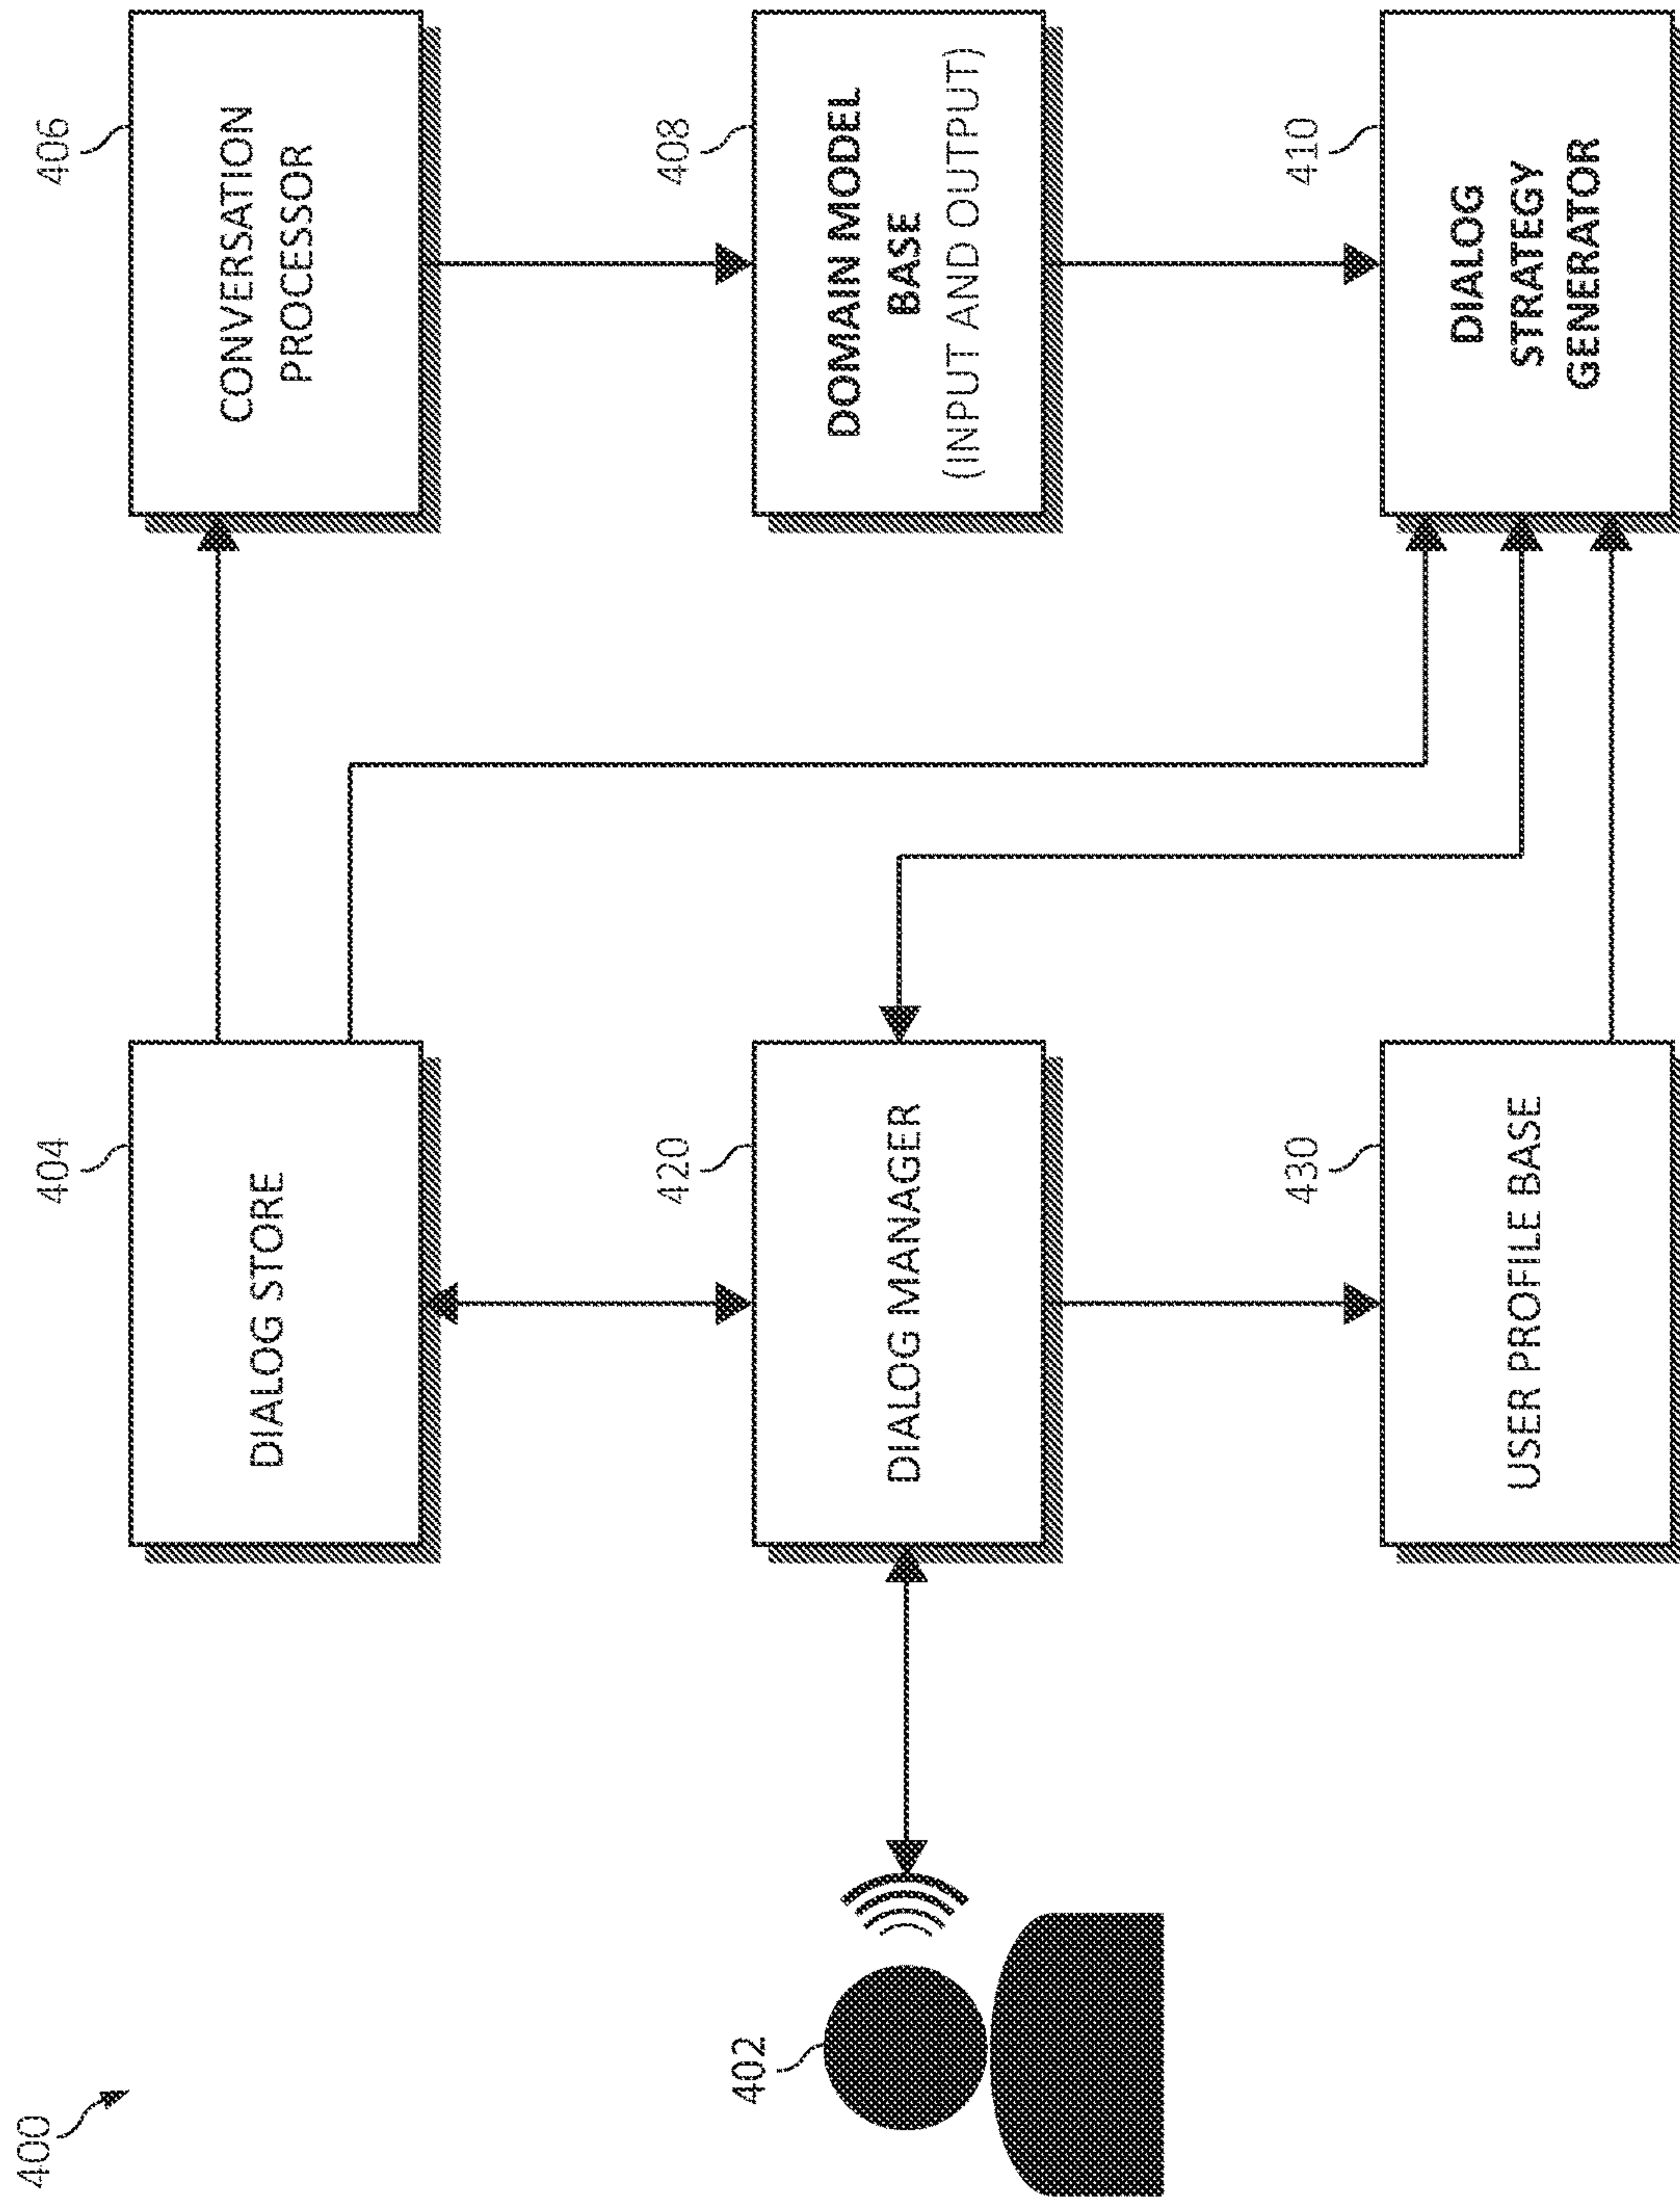 400
402
404
DIALOG STORE
420
DIALOG MANAGER
430
USER PROFILE BASE
406
CONVERSATION
PROCESSOR
408
DOMAIN MODEL
BASE
(INPUT AND OUTPUT)
410
DIALOG
STRATEGY
GENERATOR